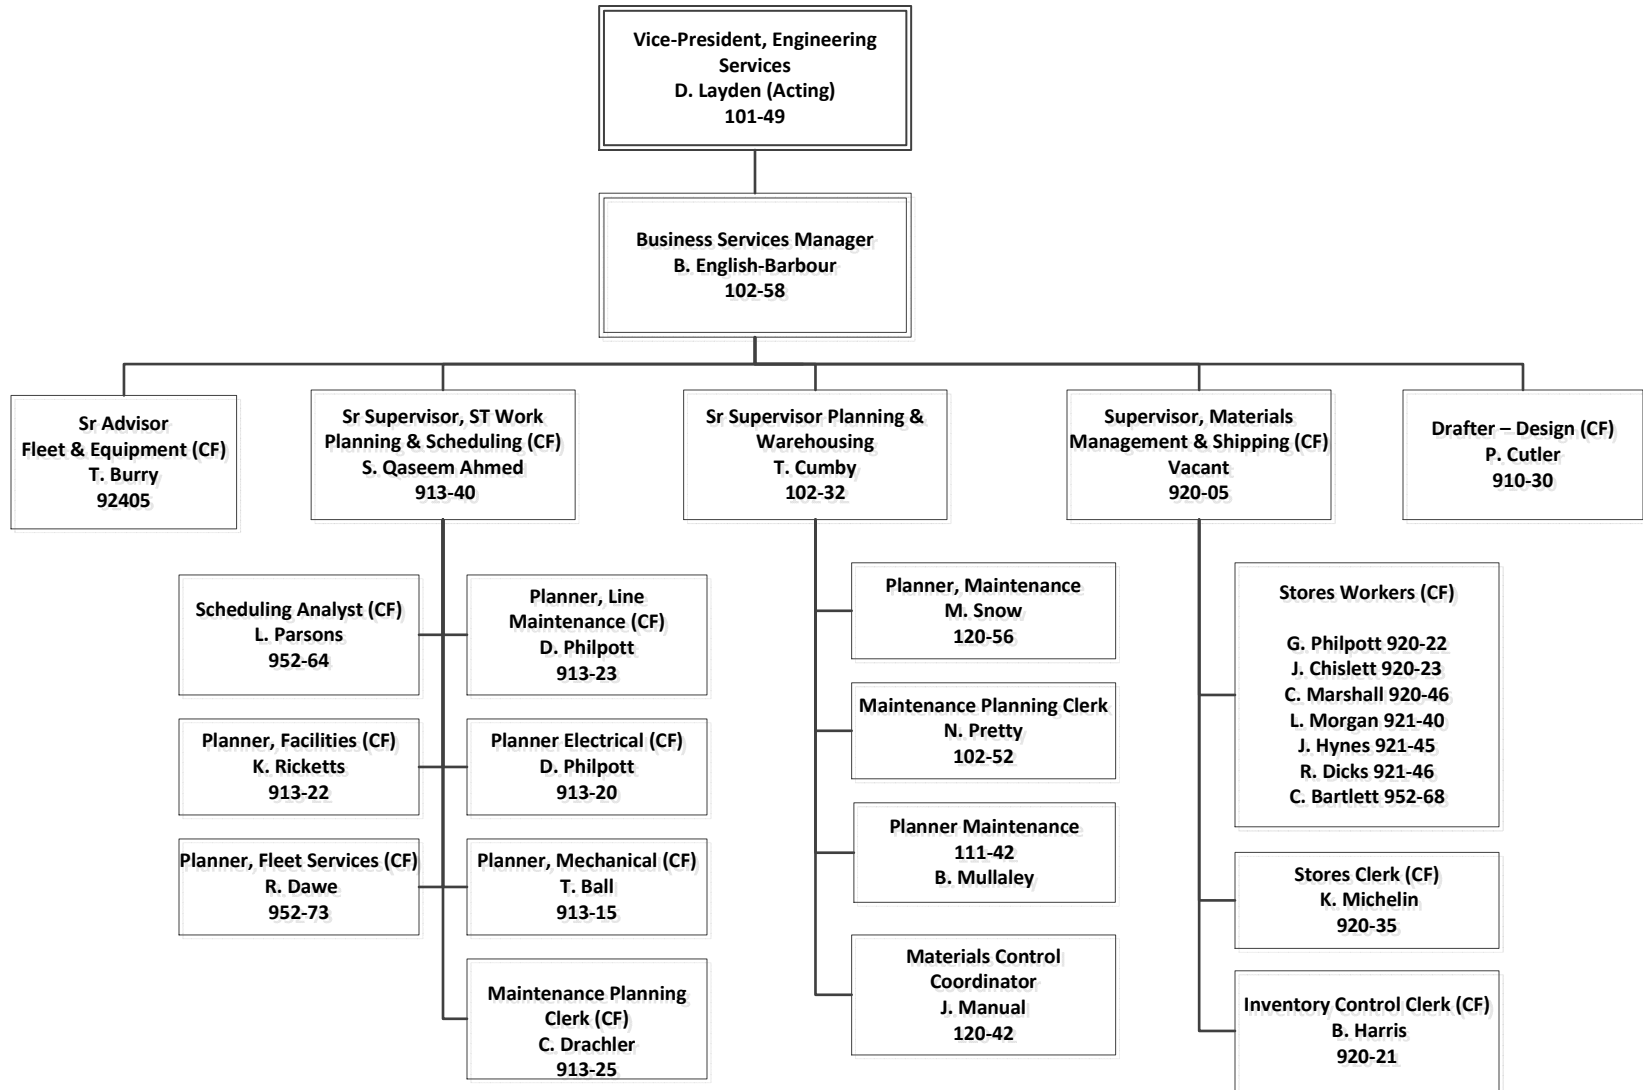 Vice-President, Engineering
Services
D. Layden (Acting)
101-49
Business Services Manager
B. English-Barbour
102-58
Sr Advisor
Fleet & Equipment (CF)
T. Burry
92405
Sr Supervisor, ST Work
Planning & Scheduling (CF)
S. Qaseem Ahmed
913-40
Sr Supervisor Planning &
Warehousing
T. Cumby
102-32
Supervisor, Materials
Management & Shipping (CF)
Vacant
920-05
Drafter – Design (CF)
P. Cutler
910-30
Scheduling Analyst (CF)
L. Parsons
952-64
Planner, Line
Maintenance (CF)
D. Philpott
913-23
Planner, Facilities (CF)
K. Ricketts
913-22
Planner Electrical (CF)
D. Philpott
913-20
Planner, Fleet Services (CF)
R. Dawe
952-73
Planner, Mechanical (CF)
T. Ball
913-15
Maintenance Planning
Clerk (CF)
C. Drachler
913-25
Planner, Maintenance
M. Snow
120-56
Maintenance Planning Clerk
N. Pretty
102-52
Planner Maintenance
111-42
B. Mullaley
Materials Control
Coordinator
J. Manual
120-42
Stores Workers (CF)
G. Philpott 920-22
J. Chislett 920-23
C. Marshall 920-46
L. Morgan 921-40
J. Hynes 921-45
R. Dicks 921-46
C. Bartlett 952-68
Stores Clerk (CF)
K. Michelin
920-35
Inventory Control Clerk (CF)
B. Harris
920-21